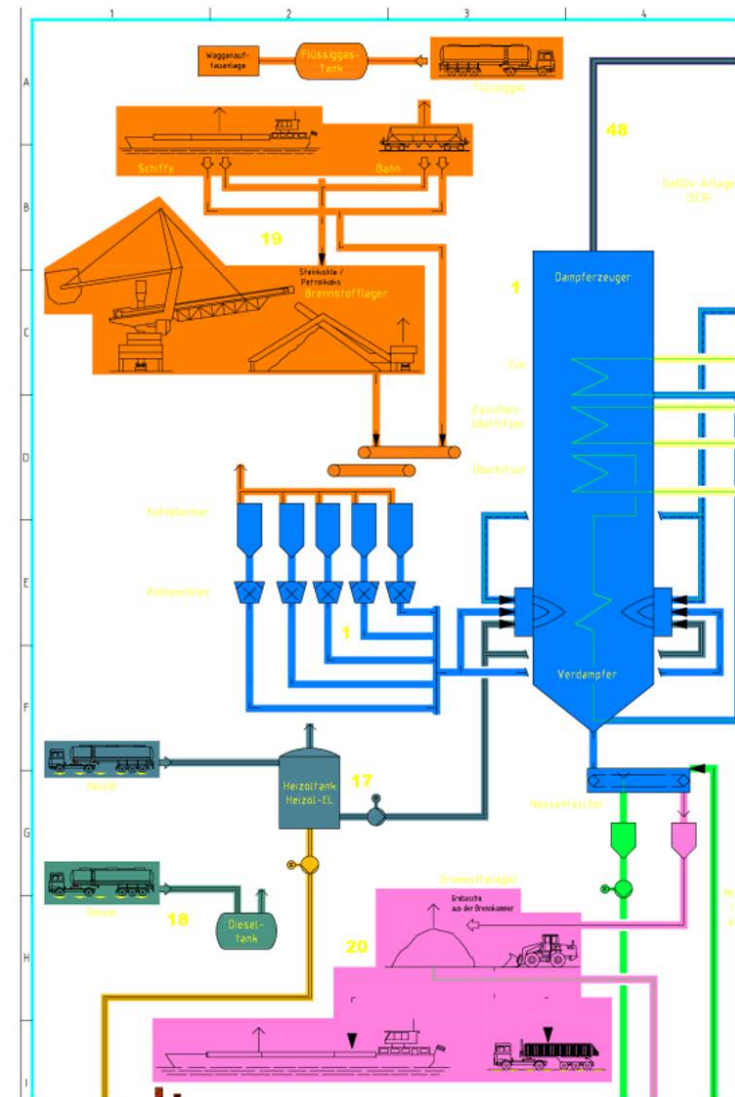 1 2 3 4
A
Waggonauf-
tauanlage
Flüssiggas-
Tank
Flüssiggas
48
B
Schiffe
Bahn
DeNOx-Anlage
(SCR)
19
Steinkohle /
Petrolkoks
Brennstofflager
Dampferzeuger
1
C
Eco
Zwischen-
überhitzer
D
Überhitzer
Kohlebunker
E
Kohlemühlen
1
Verdampfer
F
Heizöl
Heizöltank
Heizöl-EL
17
G
Nassentascher
Diesel
18
Diesel-
tank
Grobaschelager
Grobasche
aus der Brennkammer
20
H
I